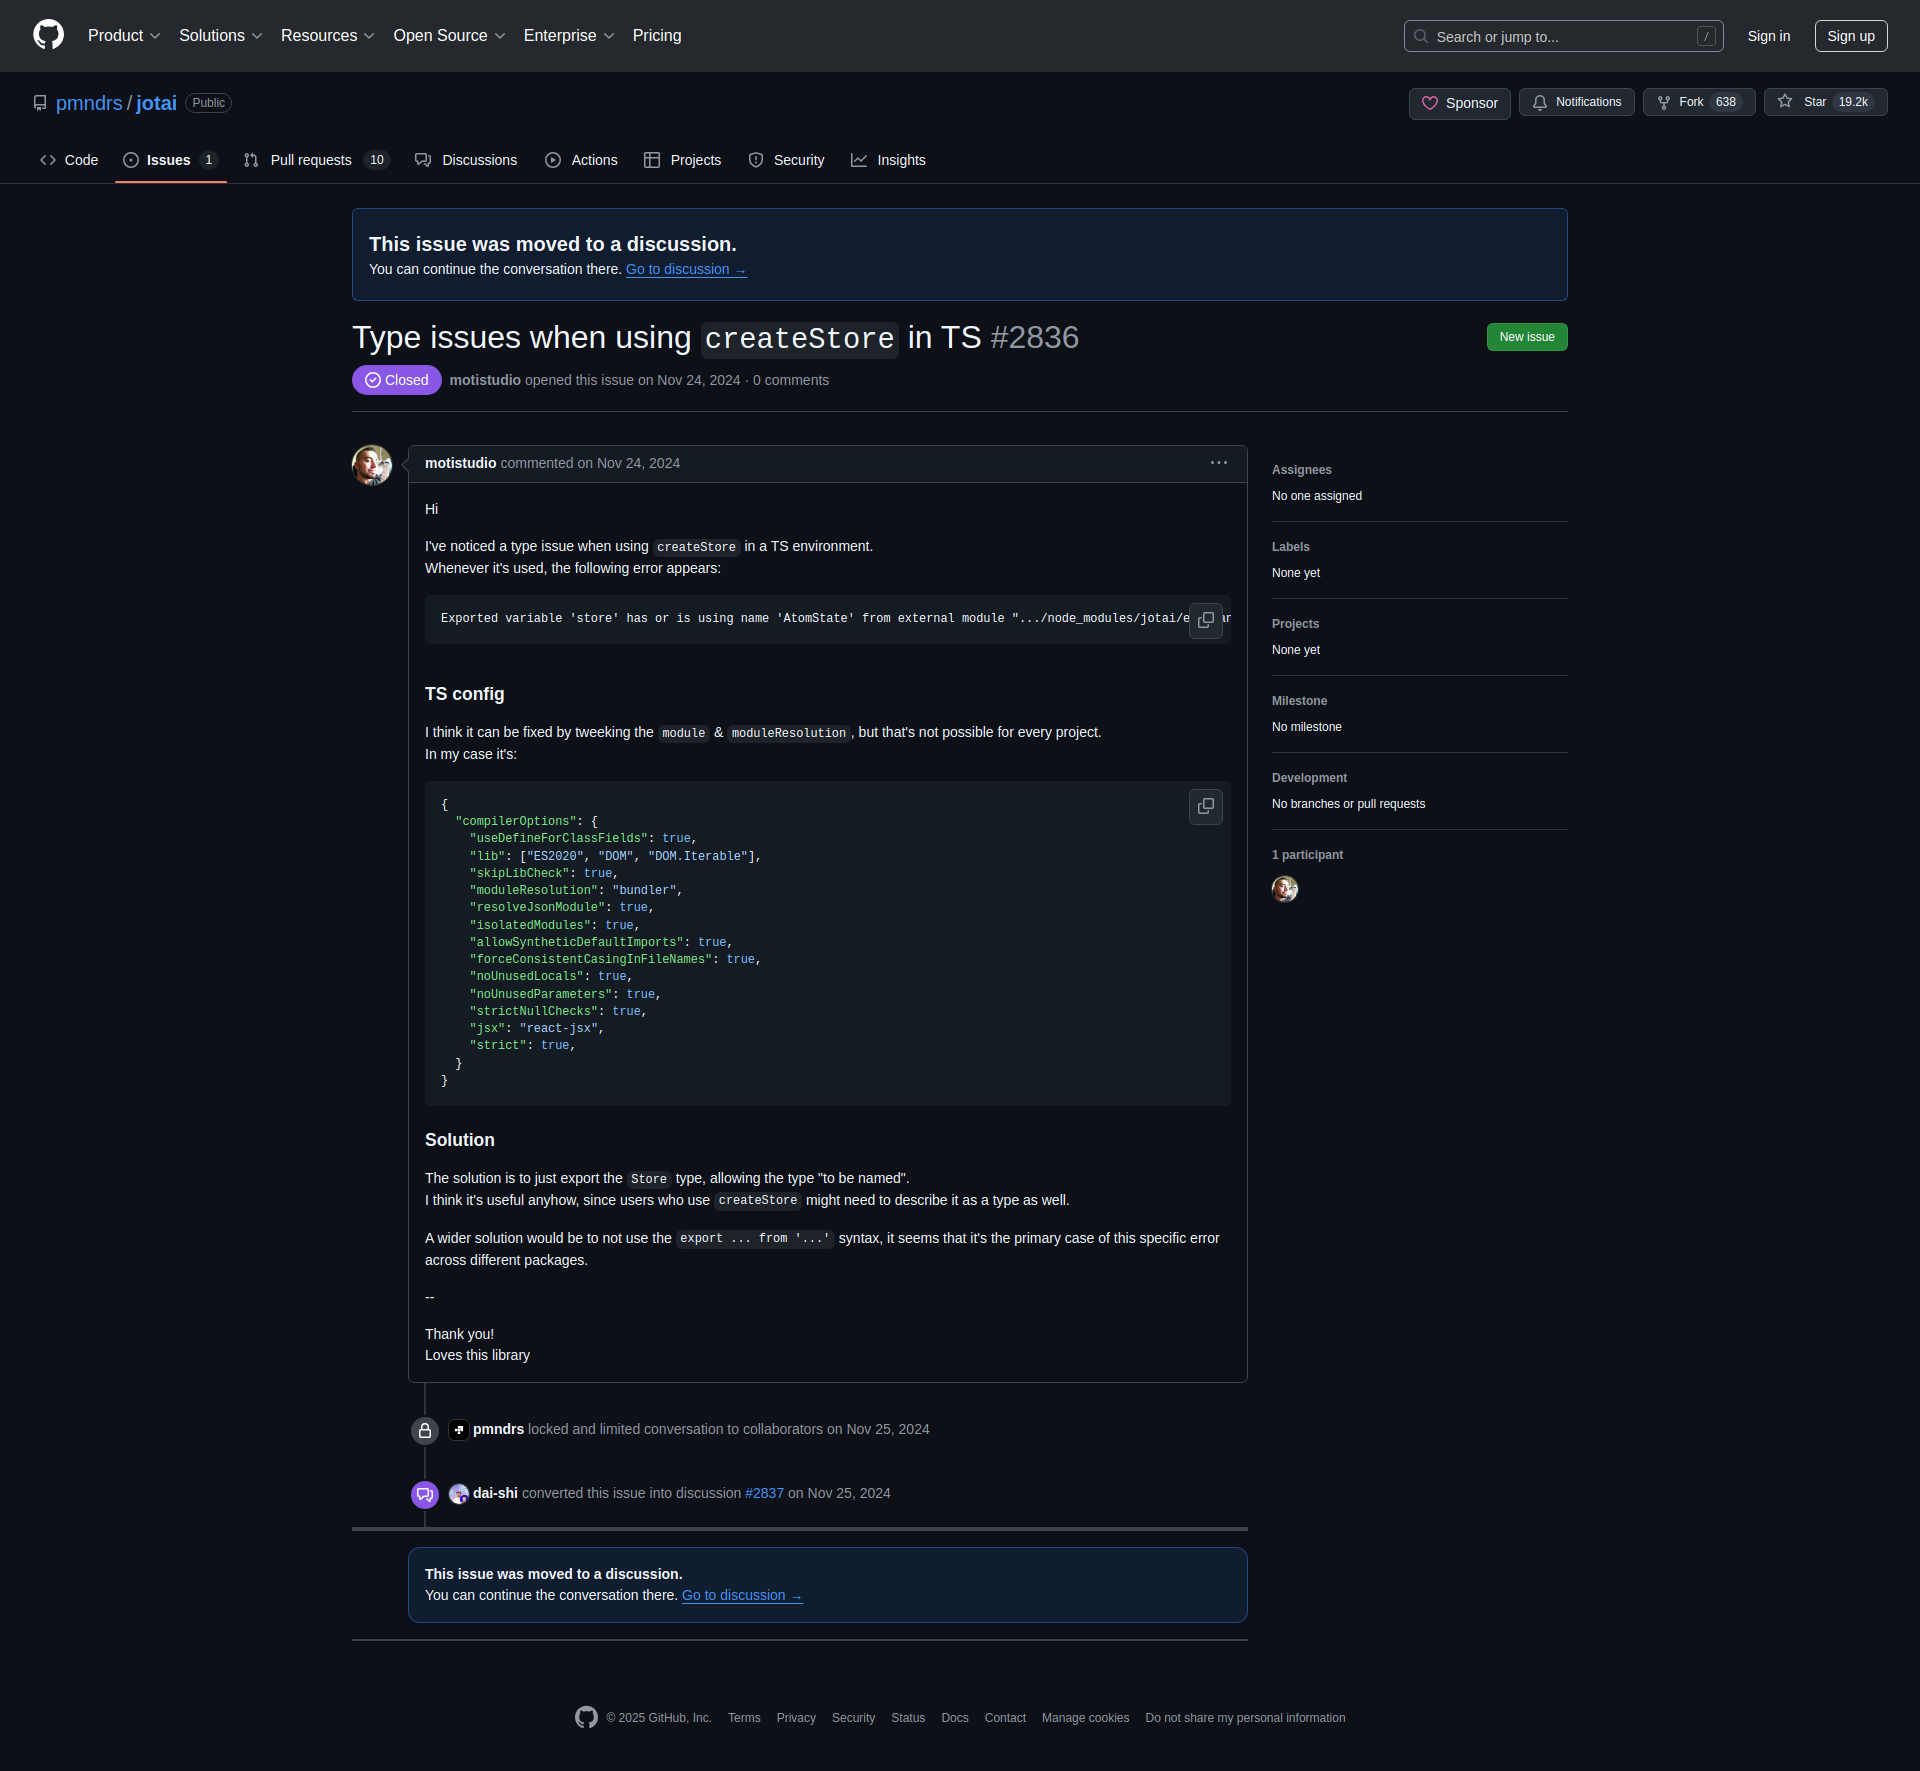 Product Solutions Resources Open Source Enterprise Pricing Search or jump to... / Sign in Sign up
pmndrs / jotai Public Sponsor Notifications Fork 638 Star 19.2k
Code Issues 1 Pull requests 10 Discussions Actions Projects Security Insights
This issue was moved to a discussion.
You can continue the conversation there. Go to discussion →
Type issues when using createStore in TS #2836 New issue
Closed motistudio opened this issue on Nov 24, 2024 · 0 comments
motistudio commented on Nov 24, 2024
Hi
I've noticed a type issue when using createStore in a TS environment.
Whenever it's used, the following error appears:
Exported variable 'store' has or is using name 'AtomState' from external module ".../node_modules/jotai/e
TS config
I think it can be fixed by tweeking the module & moduleResolution, but that's not possible for every project.
In my case it's:
{
"compilerOptions": {
"useDefineForClassFields": true,
"lib": ["ES2020", "DOM", "DOM.Iterable"],
"skipLibCheck": true,
"moduleResolution": "bundler",
"resolveJsonModule": true,
"isolatedModules": true,
"allowSyntheticDefaultImports": true,
"forceConsistentCasingInFileNames": true,
"noUnusedLocals": true,
"noUnusedParameters": true,
"strictNullChecks": true,
"jsx": "react-jsx",
"strict": true,
}
}
Solution
The solution is to just export the Store type, allowing the type "to be named".
I think it's useful anyhow, since users who use createStore might need to describe it as a type as well.
A wider solution would be to not use the export ... from '...' syntax, it seems that it's the primary case of this specific error
across different packages.
--
Thank you!
Loves this library
pmndrs locked and limited conversation to collaborators on Nov 25, 2024
dai-shi converted this issue into discussion #2837 on Nov 25, 2024
This issue was moved to a discussion.
You can continue the conversation there. Go to discussion →
Assignees
No one assigned
Labels
None yet
Projects
None yet
Milestone
No milestone
Development
No branches or pull requests
1 participant
© 2025 GitHub, Inc. Terms Privacy Security Status Docs Contact Manage cookies Do not share my personal information